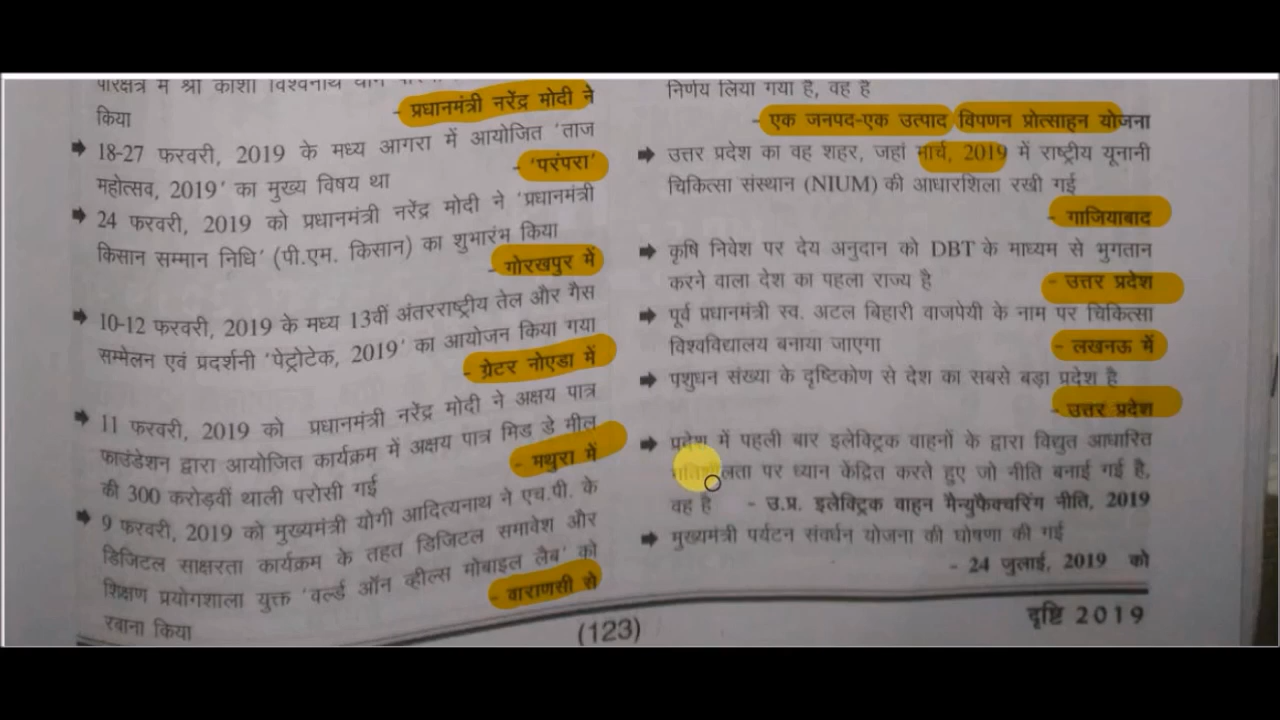 परिक्षेत्र में श्री काशी विश्वनाथ धाम
किया - प्रधानमंत्री नरेंद्र मोदी ने
➡ 18-27 फरवरी, 2019 के मध्य आगरा में आयोजित 'ताज
महोत्सव, 2019' का मुख्य विषय था - 'परंपरा'
➡ 24 फरवरी, 2019 को प्रधानमंत्री नरेंद्र मोदी ने 'प्रधानमंत्री
किसान सम्मान निधि' (पी.एम. किसान) का शुभारंभ किया
- गोरखपुर में
➡ 10-12 फरवरी, 2019 के मध्य 13वीं अंतरराष्ट्रीय तेल और गैस
सम्मेलन एवं प्रदर्शनी 'पेट्रोटेक, 2019' का आयोजन किया गया
- ग्रेटर नोएडा में
➡ 11 फरवरी, 2019 को प्रधानमंत्री नरेंद्र मोदी ने अक्षय पात्र
फाउंडेशन द्वारा आयोजित कार्यक्रम में अक्षय पात्र मिड डे मील
की 300 करोड़वीं थाली परोसी गई - मथुरा में
➡ 9 फरवरी, 2019 को मुख्यमंत्री योगी आदित्यनाथ ने एच.पी. के
डिजिटल साक्षरता कार्यक्रम के तहत डिजिटल समावेश और
शिक्षण प्रयोगशाला युक्त 'वर्ल्ड ऑन व्हील्स मोबाइल लैब' को
रवाना किया - वाराणसी से
निर्णय लिया गया है, वह है
- एक जनपद-एक उत्पाद विपणन प्रोत्साहन योजना
➡ उत्तर प्रदेश का वह शहर, जहां मार्च, 2019 में राष्ट्रीय यूनानी
चिकित्सा संस्थान (NIUM) की आधारशिला रखी गई
- गाजियाबाद
➡ कृषि निवेश पर देय अनुदान को DBT के माध्यम से भुगतान
करने वाला देश का पहला राज्य है - उत्तर प्रदेश
➡ पूर्व प्रधानमंत्री स्व. अटल बिहारी वाजपेयी के नाम पर चिकित्सा
विश्वविद्यालय बनाया जाएगा - लखनऊ में
➡ पशुधन संख्या के दृष्टिकोण से देश का सबसे बड़ा प्रदेश है
- उत्तर प्रदेश
➡ प्रदेश में पहली बार इलेक्ट्रिक वाहनों के द्वारा विद्युत आधारित
गतिशीलता पर ध्यान केंद्रित करते हुए जो नीति बनाई गई है,
वह है - उ.प्र. इलेक्ट्रिक वाहन मैन्युफैक्चरिंग नीति, 2019
➡ मुख्यमंत्री पर्यटन संवर्धन योजना की घोषणा की गई
- 24 जुलाई, 2019 को
(123)
दृष्टि 2019